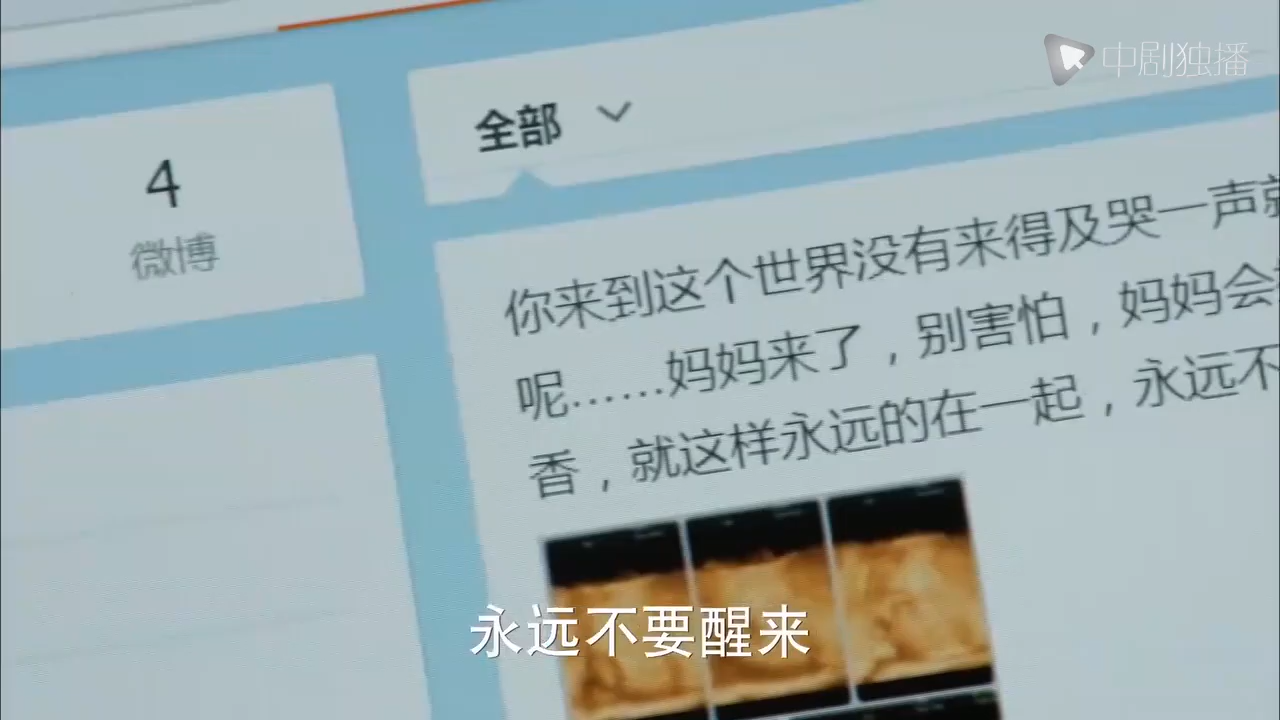 中剧独播
全部
4
微博
你来到这个世界没有来得及哭一声就
呢……妈妈来了，别害怕，妈妈会
香，就这样永远的在一起，永远不
永远不要醒来